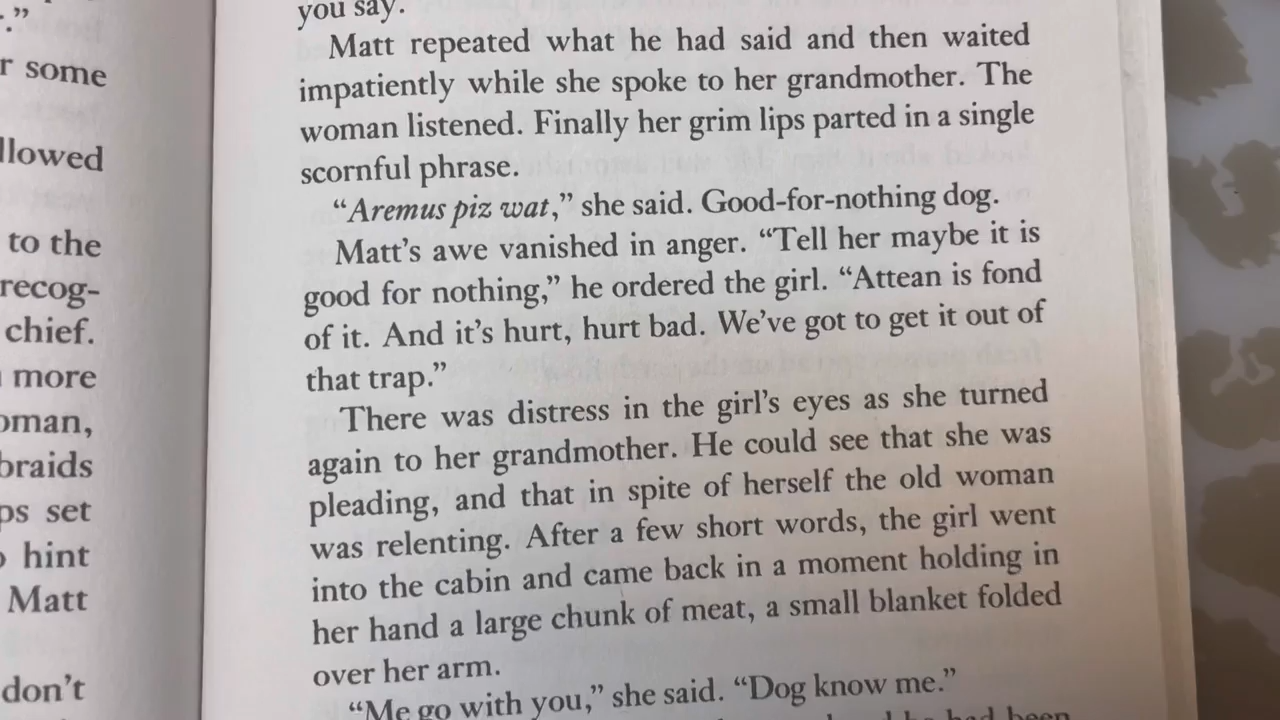 .”
r some
llowed
to the
recog-
chief.
more
oman,
braids
ps set
hint
Matt
don't
you say.
Matt repeated what he had said and then waited
impatiently while she spoke to her grandmother. The
woman listened. Finally her grim lips parted in a single
scornful phrase.
“Aremus piz wat,” she said. Good-for-nothing dog.
Matt’s awe vanished in anger. “Tell her maybe it is
good for nothing,” he ordered the girl. “Attean is fond
of it. And it’s hurt, hurt bad. We’ve got to get it out of
that trap.”
There was distress in the girl’s eyes as she turned
again to her grandmother. He could see that she was
pleading, and that in spite of herself the old woman
was relenting. After a few short words, the girl went
into the cabin and came back in a moment holding in
her hand a large chunk of meat, a small blanket folded
over her arm.
“Me go with you,” she said. “Dog know me.”
he had been